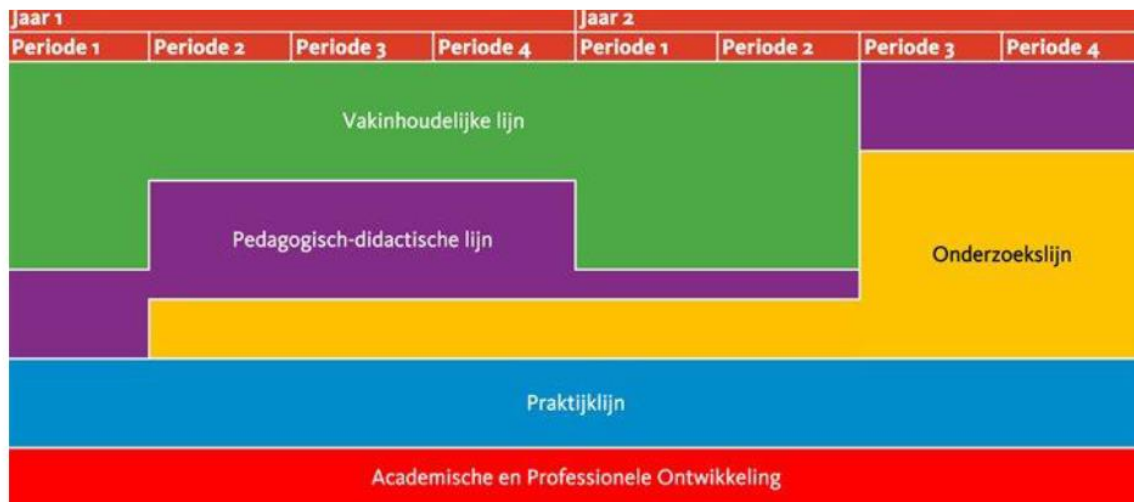 Jaar 1 Jaar 2
Periode 1 Periode 2 Periode 3 Periode 4 Periode 1 Periode 2 Periode 3 Periode 4
Vakinhoudelijke lijn
Pedagogisch-didactische lijn
Onderzoekslijn
Praktijklijn
Academische en Professionele Ontwikkeling